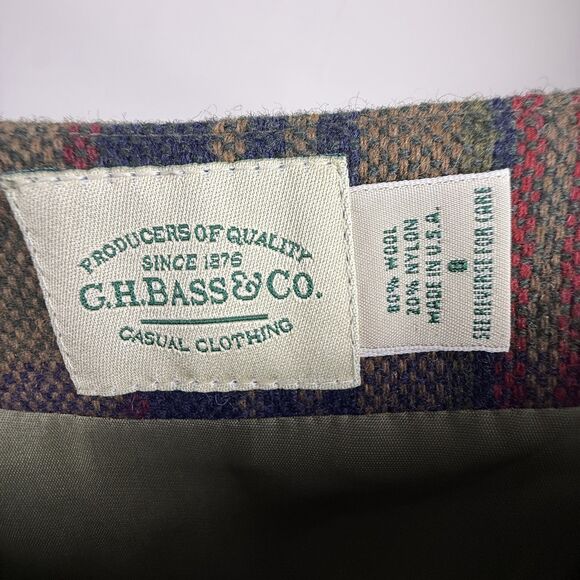 PRODUCERS OF QUALITY
SINCE 1876
G.H.BASS & CO.
CASUAL CLOTHING
80% WOOL
20% NYLON
MADE IN U.S.A.
8
SEE REVERSE FOR CARE